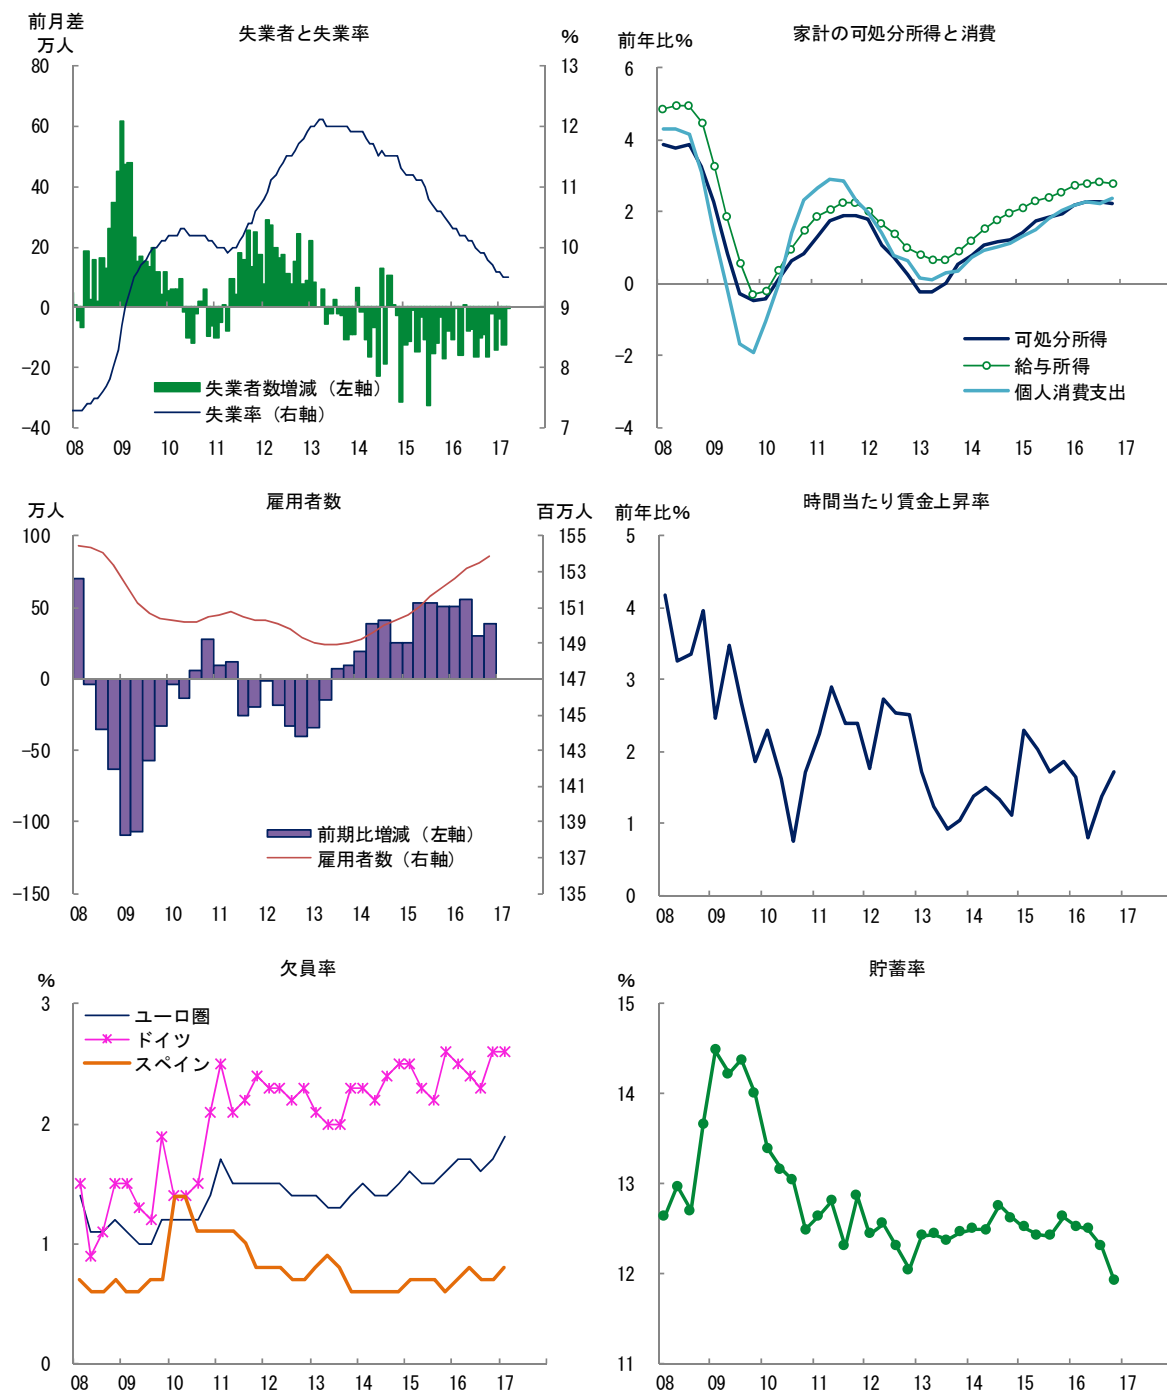 失業者と失業率
前月差
万人
%
80
60
40
20
0
-20
-40
13
12
11
10
9
8
7
失業者数増減（左軸）
失業率（右軸）
08 09 10 11 12 13 14 15 16 17
家計の可処分所得と消費
前年比%
6
4
2
0
-2
-4
可処分所得
給与所得
個人消費支出
08 09 10 11 12 13 14 15 16 17
雇用者数
万人
百万人
100
50
0
-50
-100
-150
155
153
151
149
147
145
143
141
139
137
135
前期比増減（左軸）
雇用者数（右軸）
08 09 10 11 12 13 14 15 16 17
時間当たり賃金上昇率
前年比%
5
4
3
2
1
0
08 09 10 11 12 13 14 15 16 17
欠員率
%
3
2
1
0
ユーロ圏
ドイツ
スペイン
08 09 10 11 12 13 14 15 16 17
貯蓄率
%
15
14
13
12
11
08 09 10 11 12 13 14 15 16 17